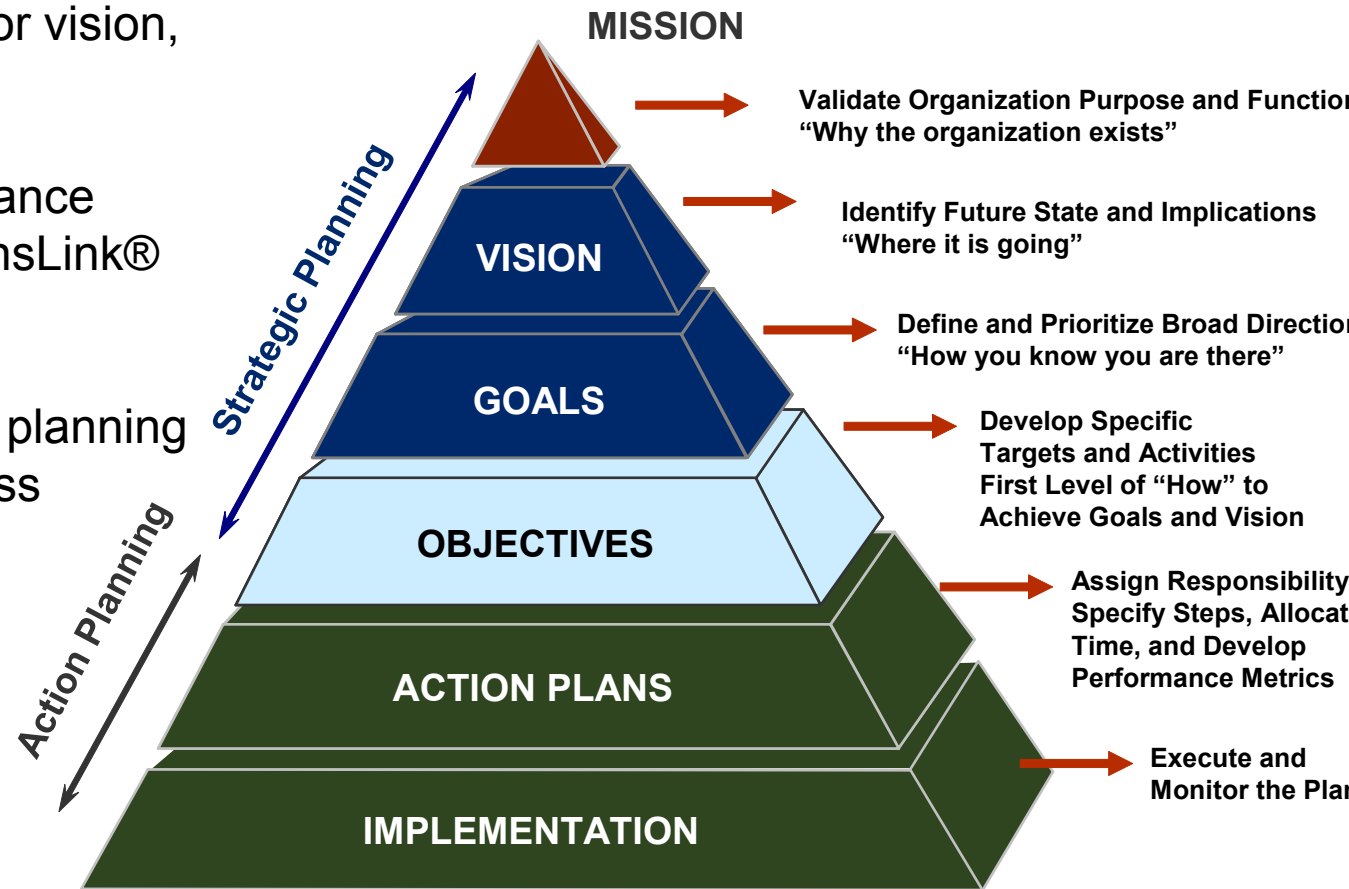 or vision,
ance
nsLink®
planning
ss
MISSION
Strategic Planning
Action Planning
VISION
GOALS
OBJECTIVES
ACTION PLANS
IMPLEMENTATION
Validate Organization Purpose and Function
“Why the organization exists”
Identify Future State and Implications
“Where it is going”
Define and Prioritize Broad Direction
“How you know you are there”
Develop Specific
Targets and Activities
First Level of “How” to
Achieve Goals and Vision
Assign Responsibility
Specify Steps, Allocat
Time, and Develop
Performance Metrics
Execute and
Monitor the Plan